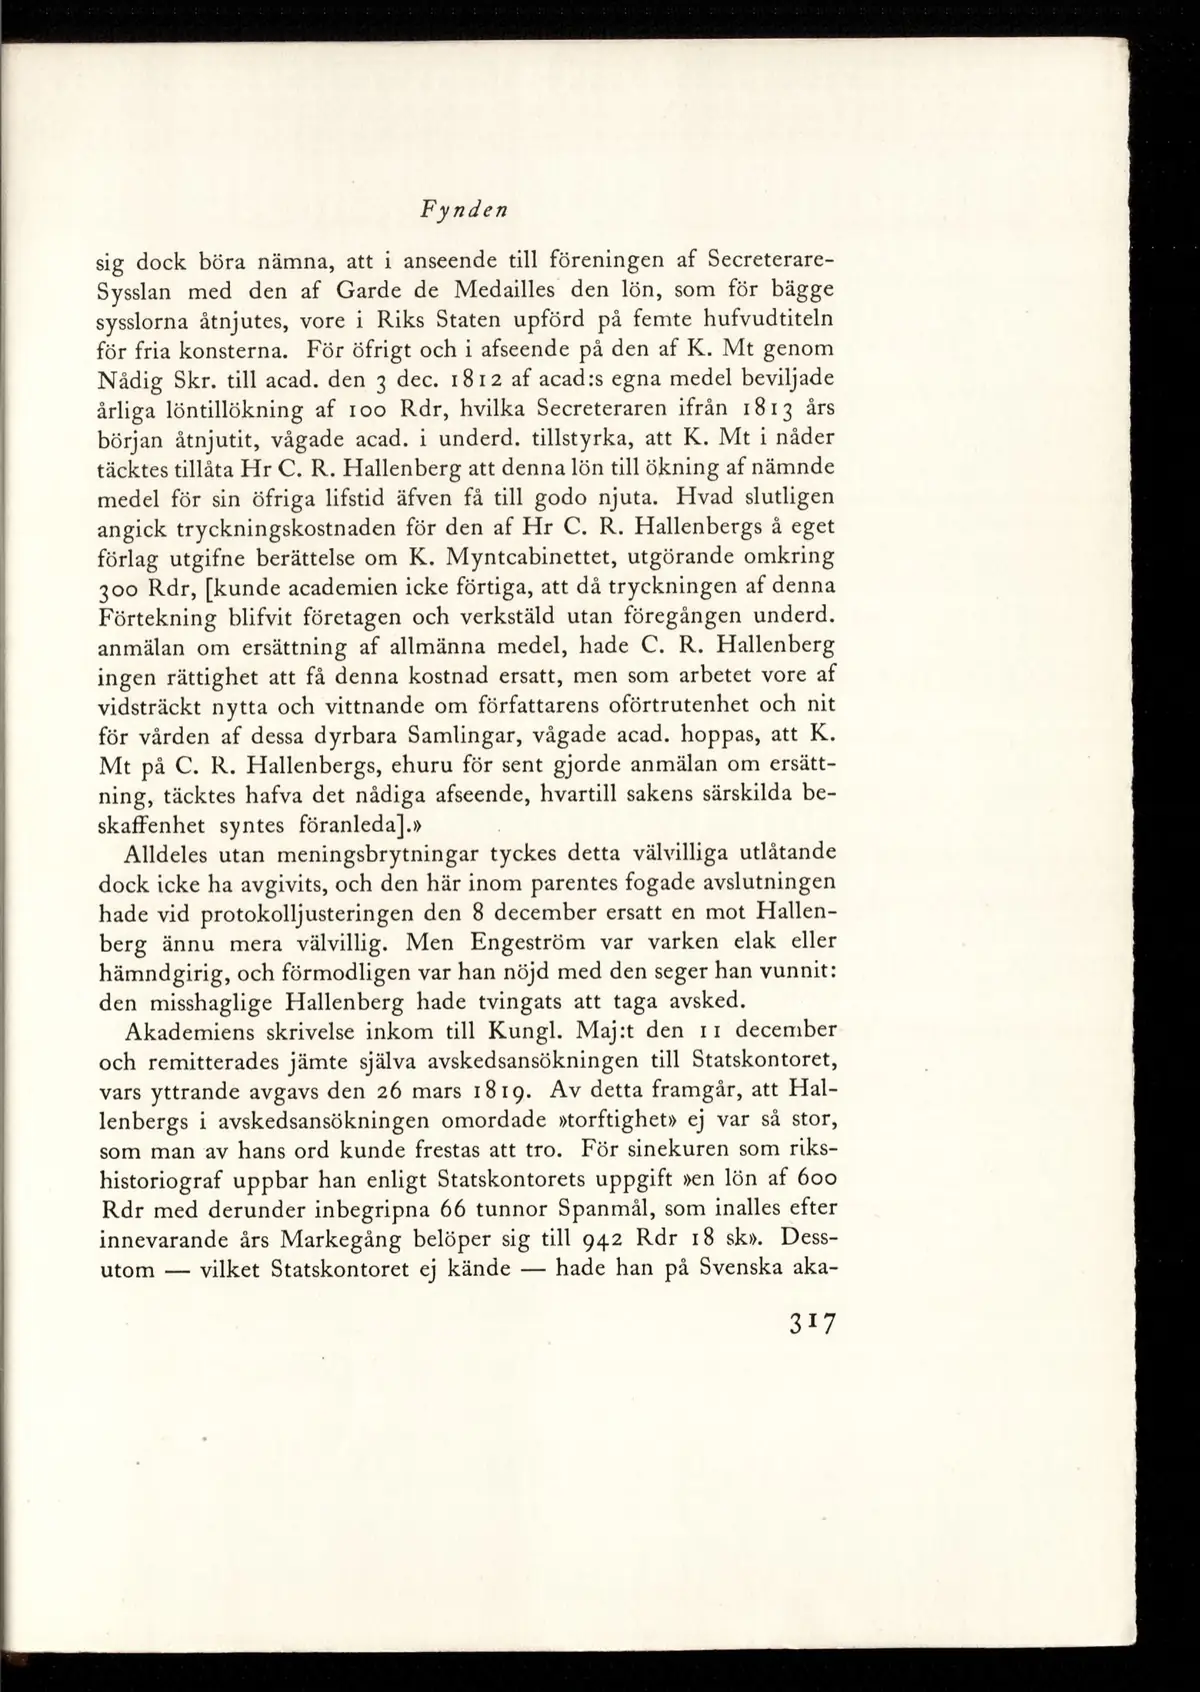 Fynden
sig dock böra nämna, att i anseende till föreningen af Secreterare-
Sysslan med den af Garde de Medailles den lön, som för bägge
sysslorna åtnjutes, vore i Riks Staten upförd på femte hufvudtiteln
för fria konsterna. För öfrigt och i afseende på den af K. Mt genom
Nådig Skr. till acad. den 3 dec. 1812 af acad:s egna medel beviljade
årliga löntillökning af 100 Rdr, hvilka Secreteraren ifrån 1813 års
början åtnjutit, vågade acad. i underd. tillstyrka, att K. Mt i nåder
täcktes tillåta Hr C. R. Hallenberg att denna lön till ökning af nämnde
medel för sin öfriga lifstid äfven få till godo njuta. Hvad slutligen
angick tryckningskostnaden för den af Hr C. R. Hallenbergs å eget
förlag utgifne berättelse om K. Myntcabinettet, utgörande omkring
300 Rdr, [kunde academien icke förtiga, att då tryckningen af denna
Förtekning blifvit företagen och verkstäld utan föregången underd.
anmälan om ersättning af allmänna medel, hade C. R. Hallenberg
ingen rättighet att få denna kostnad ersatt, men som arbetet vore af
vidsträckt nytta och vittnande om författarens oförtrutenhet och nit
för vården af dessa dyrbara Samlingar, vågade acad. hoppas, att K.
Mt på C. R. Hallenbergs, ehuru för sent gjorde anmälan om ersätt-
ning, täcktes hafva det nådiga afseende, hvartill sakens särskilda be-
skaffenhet syntes föranleda].»
Alldeles utan meningsbrytningar tyckes detta välvilliga utlåtande
dock icke ha avgivits, och den här inom parentes fogade avslutningen
hade vid protokolljusteringen den 8 december ersatt en mot Hallen-
berg ännu mera välvillig. Men Engeström var varken elak eller
hämndgirig, och förmodligen var han nöjd med den seger han vunnit:
den misshaglige Hallenberg hade tvingats att taga avsked.
Akademiens skrivelse inkom till Kungl. Maj:t den 11 december
och remitterades jämte själva avskedsansökningen till Statskontoret,
vars yttrande avgavs den 26 mars 1819. Av detta framgår, att Hal-
lenbergs i avskedsansökningen omordade »torftighet» ej var så stor,
som man av hans ord kunde frestas att tro. För sinekuren som riks-
historiograf uppbar han enligt Statskontorets uppgift »en lön af 600
Rdr med derunder inbegripna 66 tunnor Spanmål, som inalles efter
innevarande års Markegång belöper sig till 942 Rdr 18 sk». Dess-
utom — vilket Statskontoret ej kände — hade han på Svenska aka-
317